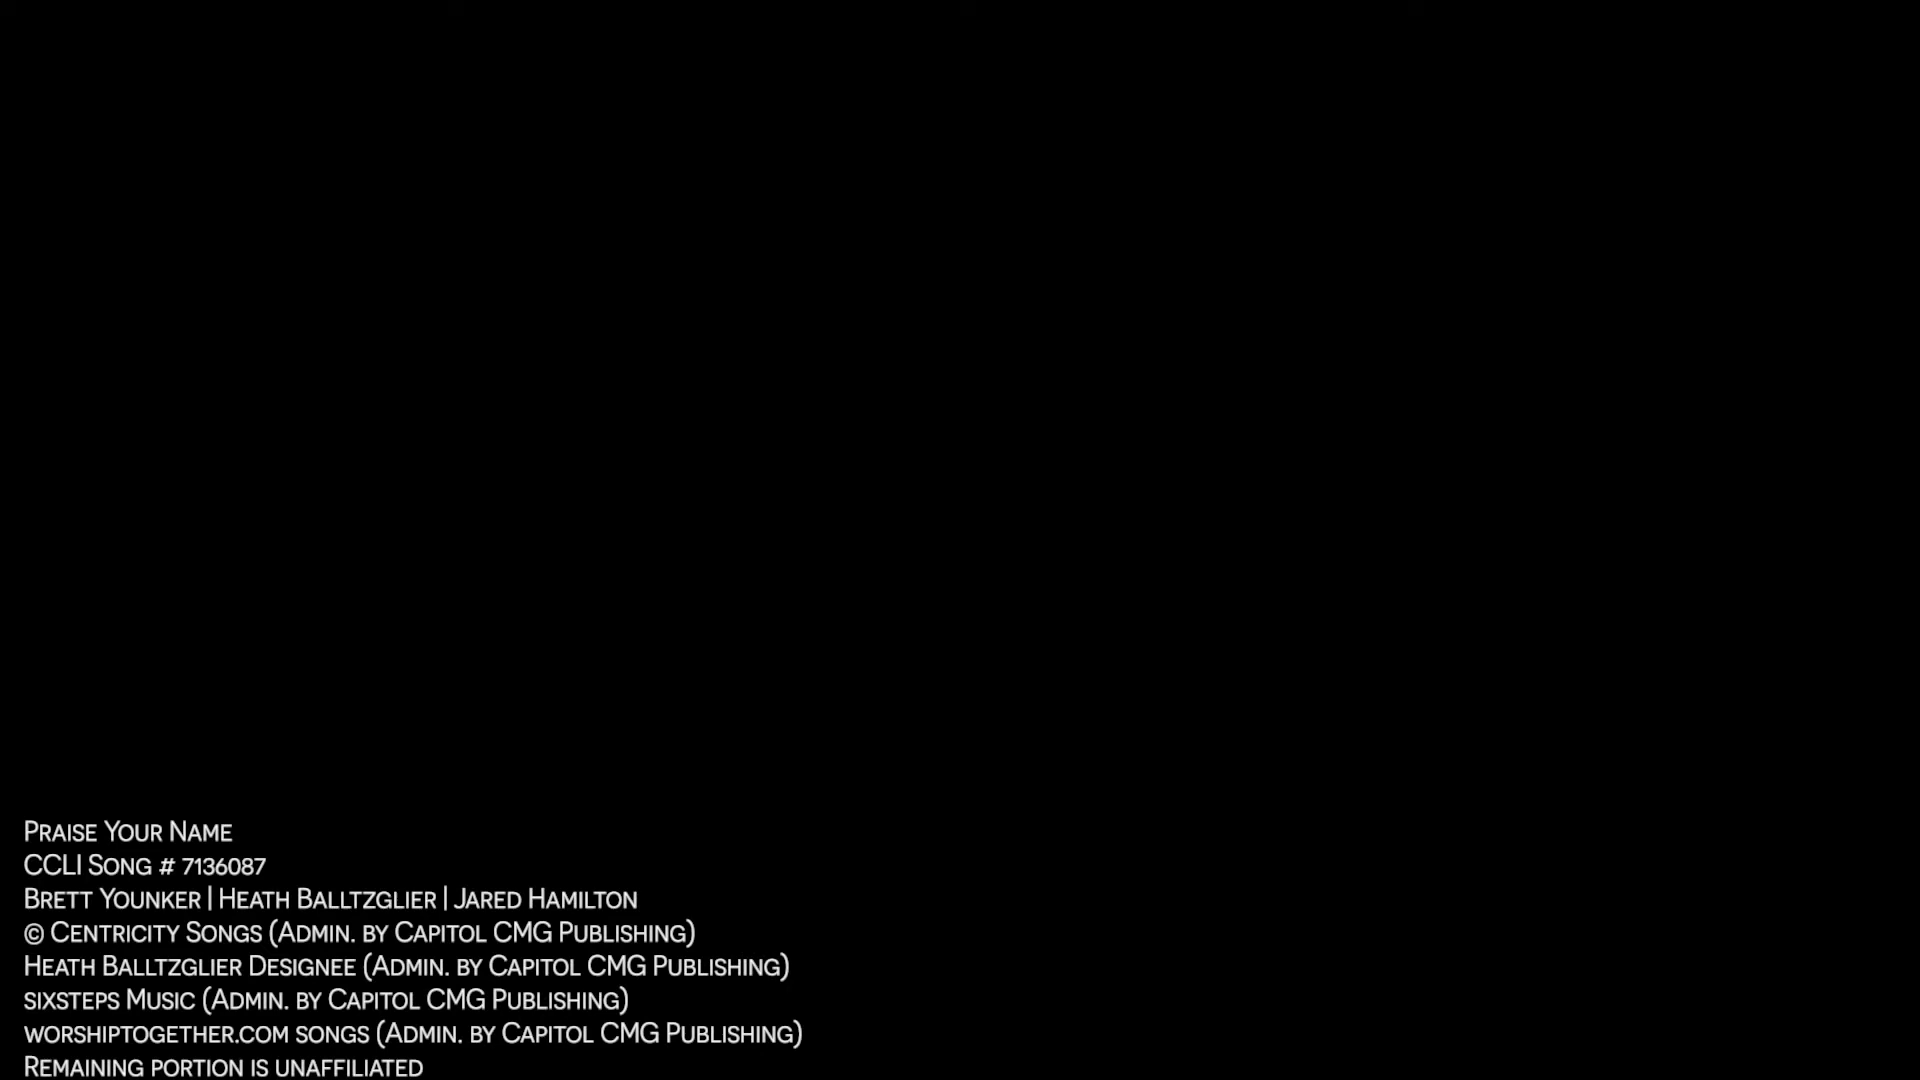 Praise Your Name
CCLI Song # 7136087
Brett Younker | Heath Balltzglier | Jared Hamilton
© Centricity Songs (Admin. by Capitol CMG Publishing)
Heath Balltzglier Designee (Admin. by Capitol CMG Publishing)
sixsteps Music (Admin. by Capitol CMG Publishing)
worshiptogether.com songs (Admin. by Capitol CMG Publishing)
Remaining portion is unaffiliated